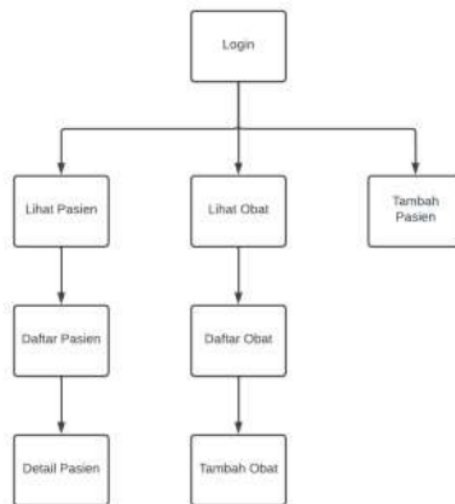 Login
Lihat Pasien
Lihat Obat
Tambah
Pasien
Daftar Pasien
Daftar Obat
Detail Pasien
Tambah Obat